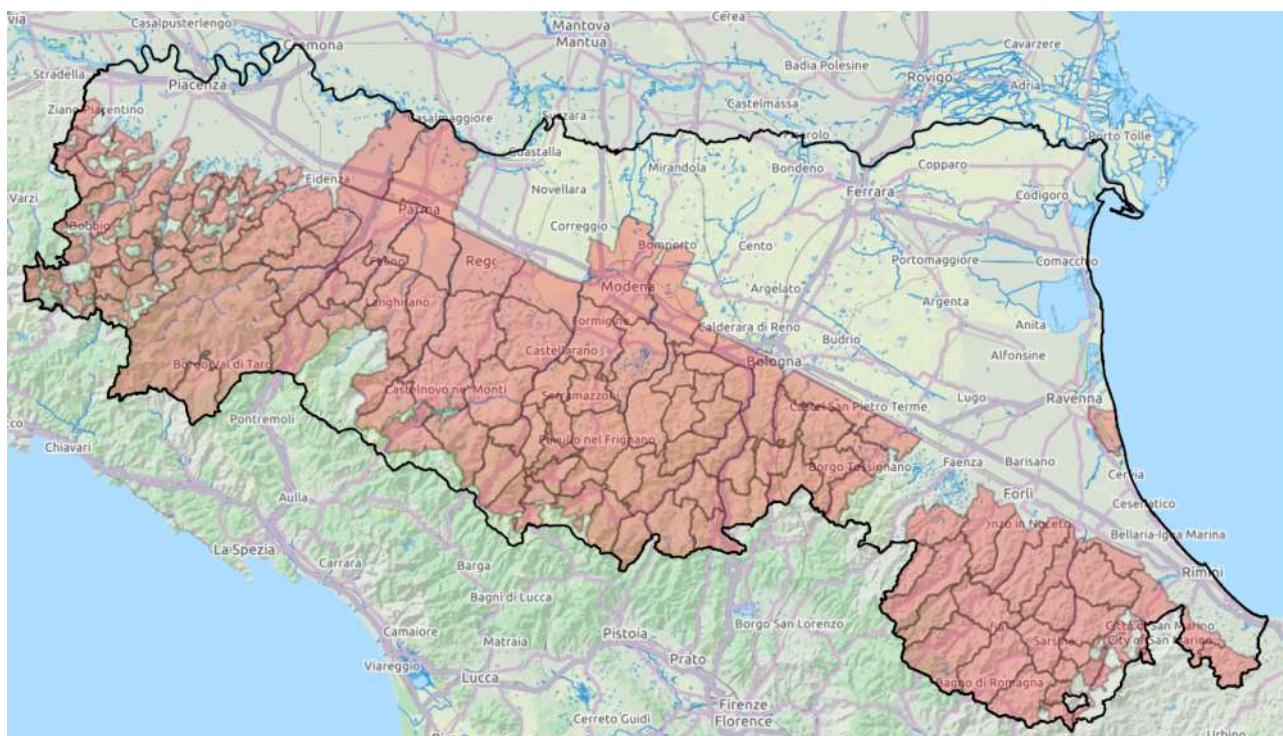 Casalpusterlengo
Cremona
Mantova
Mantua
Cerea
Cavarzere
Stradella
Piacenza
Badia Polesine
Rovigo
Adria
Castelmassa
Ziano Piacentino
Casalmaggiore
Suzzara
Porto Tolle
Guastalla
Mirandola
Bondeno
Copparo
Fidenza
Novellara
Ferrara
Codigoro
Varzi
Parma
Correggio
Bobbio
Bomporto
Cento
Portomaggiore
Comacchio
Modena
Argelato
Argenta
Langhirano
Formigine
Calderara di Reno
Anita
Budrio
Castellarano
Bologna
Alfonsine
Borgo Val di Taro
Castelnovo ne' Monti
Serramazzoni
Castel San Pietro Terme
Lugo
Ravenna
Pontremoli
Chiavari
Pavullo nel Frignano
Borgo Tossignano
Faenza
Barisano
Cervia
Aulla
Forlì
Cesenatico
enzo in Noceto
Bellaria-Igea Marina
La Spezia
Carrara
Barga
Rimini
Bagni di Lucca
Camaiore
Matraia
Pistoia
Borgo San Lorenzo
Città di San Marino
City of San Marino
Sarsina
Viareggio
Lucca
Prato
Bagno di Romagna
Firenze
Florence
Cerreto Guidi
Urbino